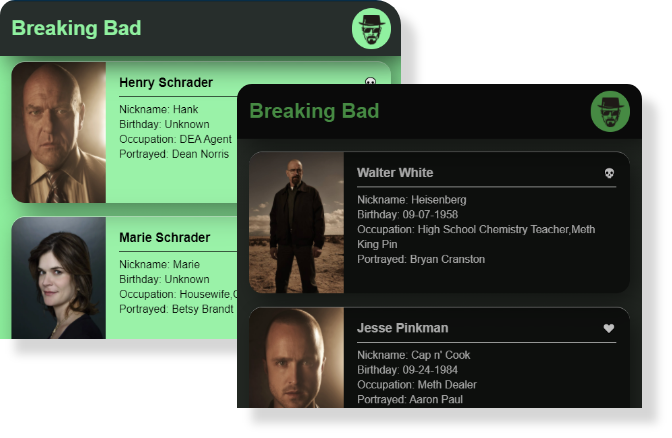 Breaking Bad
Henry Schrader
Nickname: Hank
Birthday: Unknown
Occupation: DEA Agent
Portrayed: Dean Norris
Marie Schrader
Nickname: Marie
Birthday: Unknown
Occupation: Housewife,
Portrayed: Betsy Brandt
Breaking Bad
Walter White
Nickname: Heisenberg
Birthday: 09-07-1958
Occupation: High School Chemistry Teacher,Meth
King Pin
Portrayed: Bryan Cranston
Jesse Pinkman
Nickname: Cap n' Cook
Birthday: 09-24-1984
Occupation: Meth Dealer
Portrayed: Aaron Paul